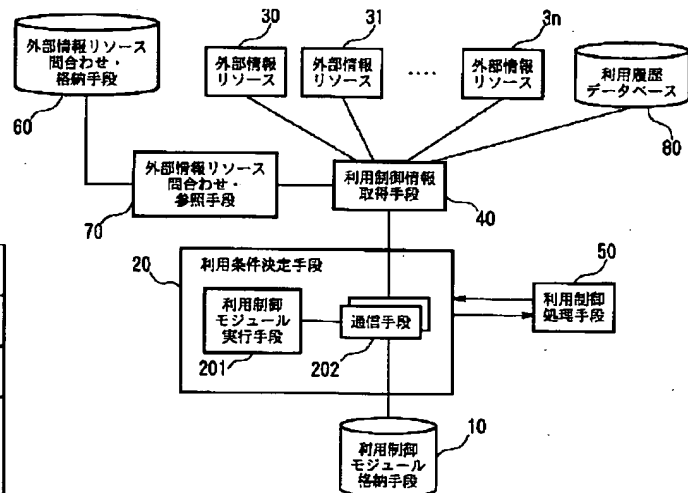 30
31
3n
外部情報リソース
問合わせ・
格納手段
60
外部情報
リソース
外部情報
リソース
‥‥
外部情報
リソース
利用履歴
データベース
80
外部情報リソース
問合わせ・
参照手段
70
利用制御情報
取得手段
40
20
利用条件決定手段
利用制御
モジュール
実行手段
201
通信手段
202
50
利用制御
処理手段
10
利用制御
モジュール
格納手段